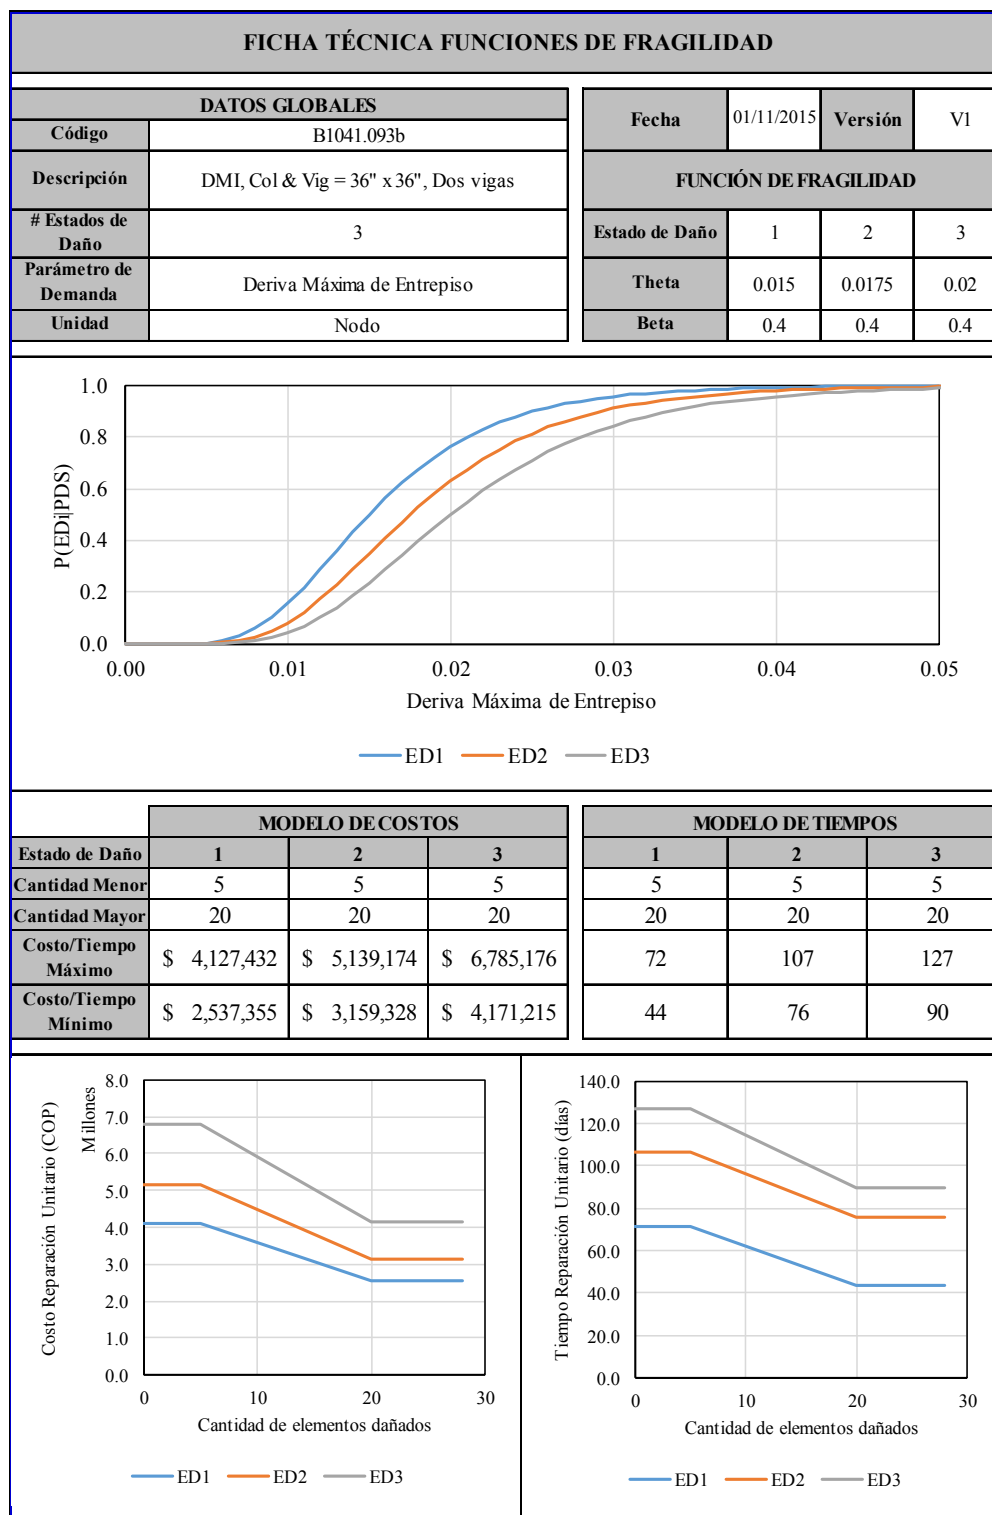 FICHA TÉCNICA FUNCIONES DE FRAGILIDAD
DATOS GLOBALES
Código B1041.093b
Descripción DMI, Col & Vig = 36" x 36", Dos vigas
# Estados de
Daño
3
Parámetro de
Demanda
Deriva Máxima de Entrepiso
Unidad Nodo
Fecha 01/11/2015 Versión V1
FUNCIÓN DE FRAGILIDAD
Estado de Daño 1 2 3
Theta 0.015 0.0175 0.02
Beta 0.4 0.4 0.4
P(EDi|PDS)
1.0
0.8
0.6
0.4
0.2
0.0
0.00 0.01 0.02 0.03 0.04 0.05
Deriva Máxima de Entrepiso
ED1 ED2 ED3
MODELO DE COSTOS MODELO DE TIEMPOS
Estado de Daño 1 2 3 1 2 3
Cantidad Menor 5 5 5 5 5 5
Cantidad Mayor 20 20 20 20 20 20
Costo/Tiempo
Máximo
$ 4,127,432 $ 5,139,174 $ 6,785,176 72 107 127
Costo/Tiempo
Mínimo
$ 2,537,355 $ 3,159,328 $ 4,171,215 44 76 90
Costo Reparación Unitario (COP)
Millones
8.0
7.0
6.0
5.0
4.0
3.0
2.0
1.0
0.0
0 10 20 30
Cantidad de elementos dañados
ED1 ED2 ED3
Tiempo Reparación Unitario (días)
140.0
120.0
100.0
80.0
60.0
40.0
20.0
0.0
0 10 20 30
Cantidad de elementos dañados
ED1 ED2 ED3